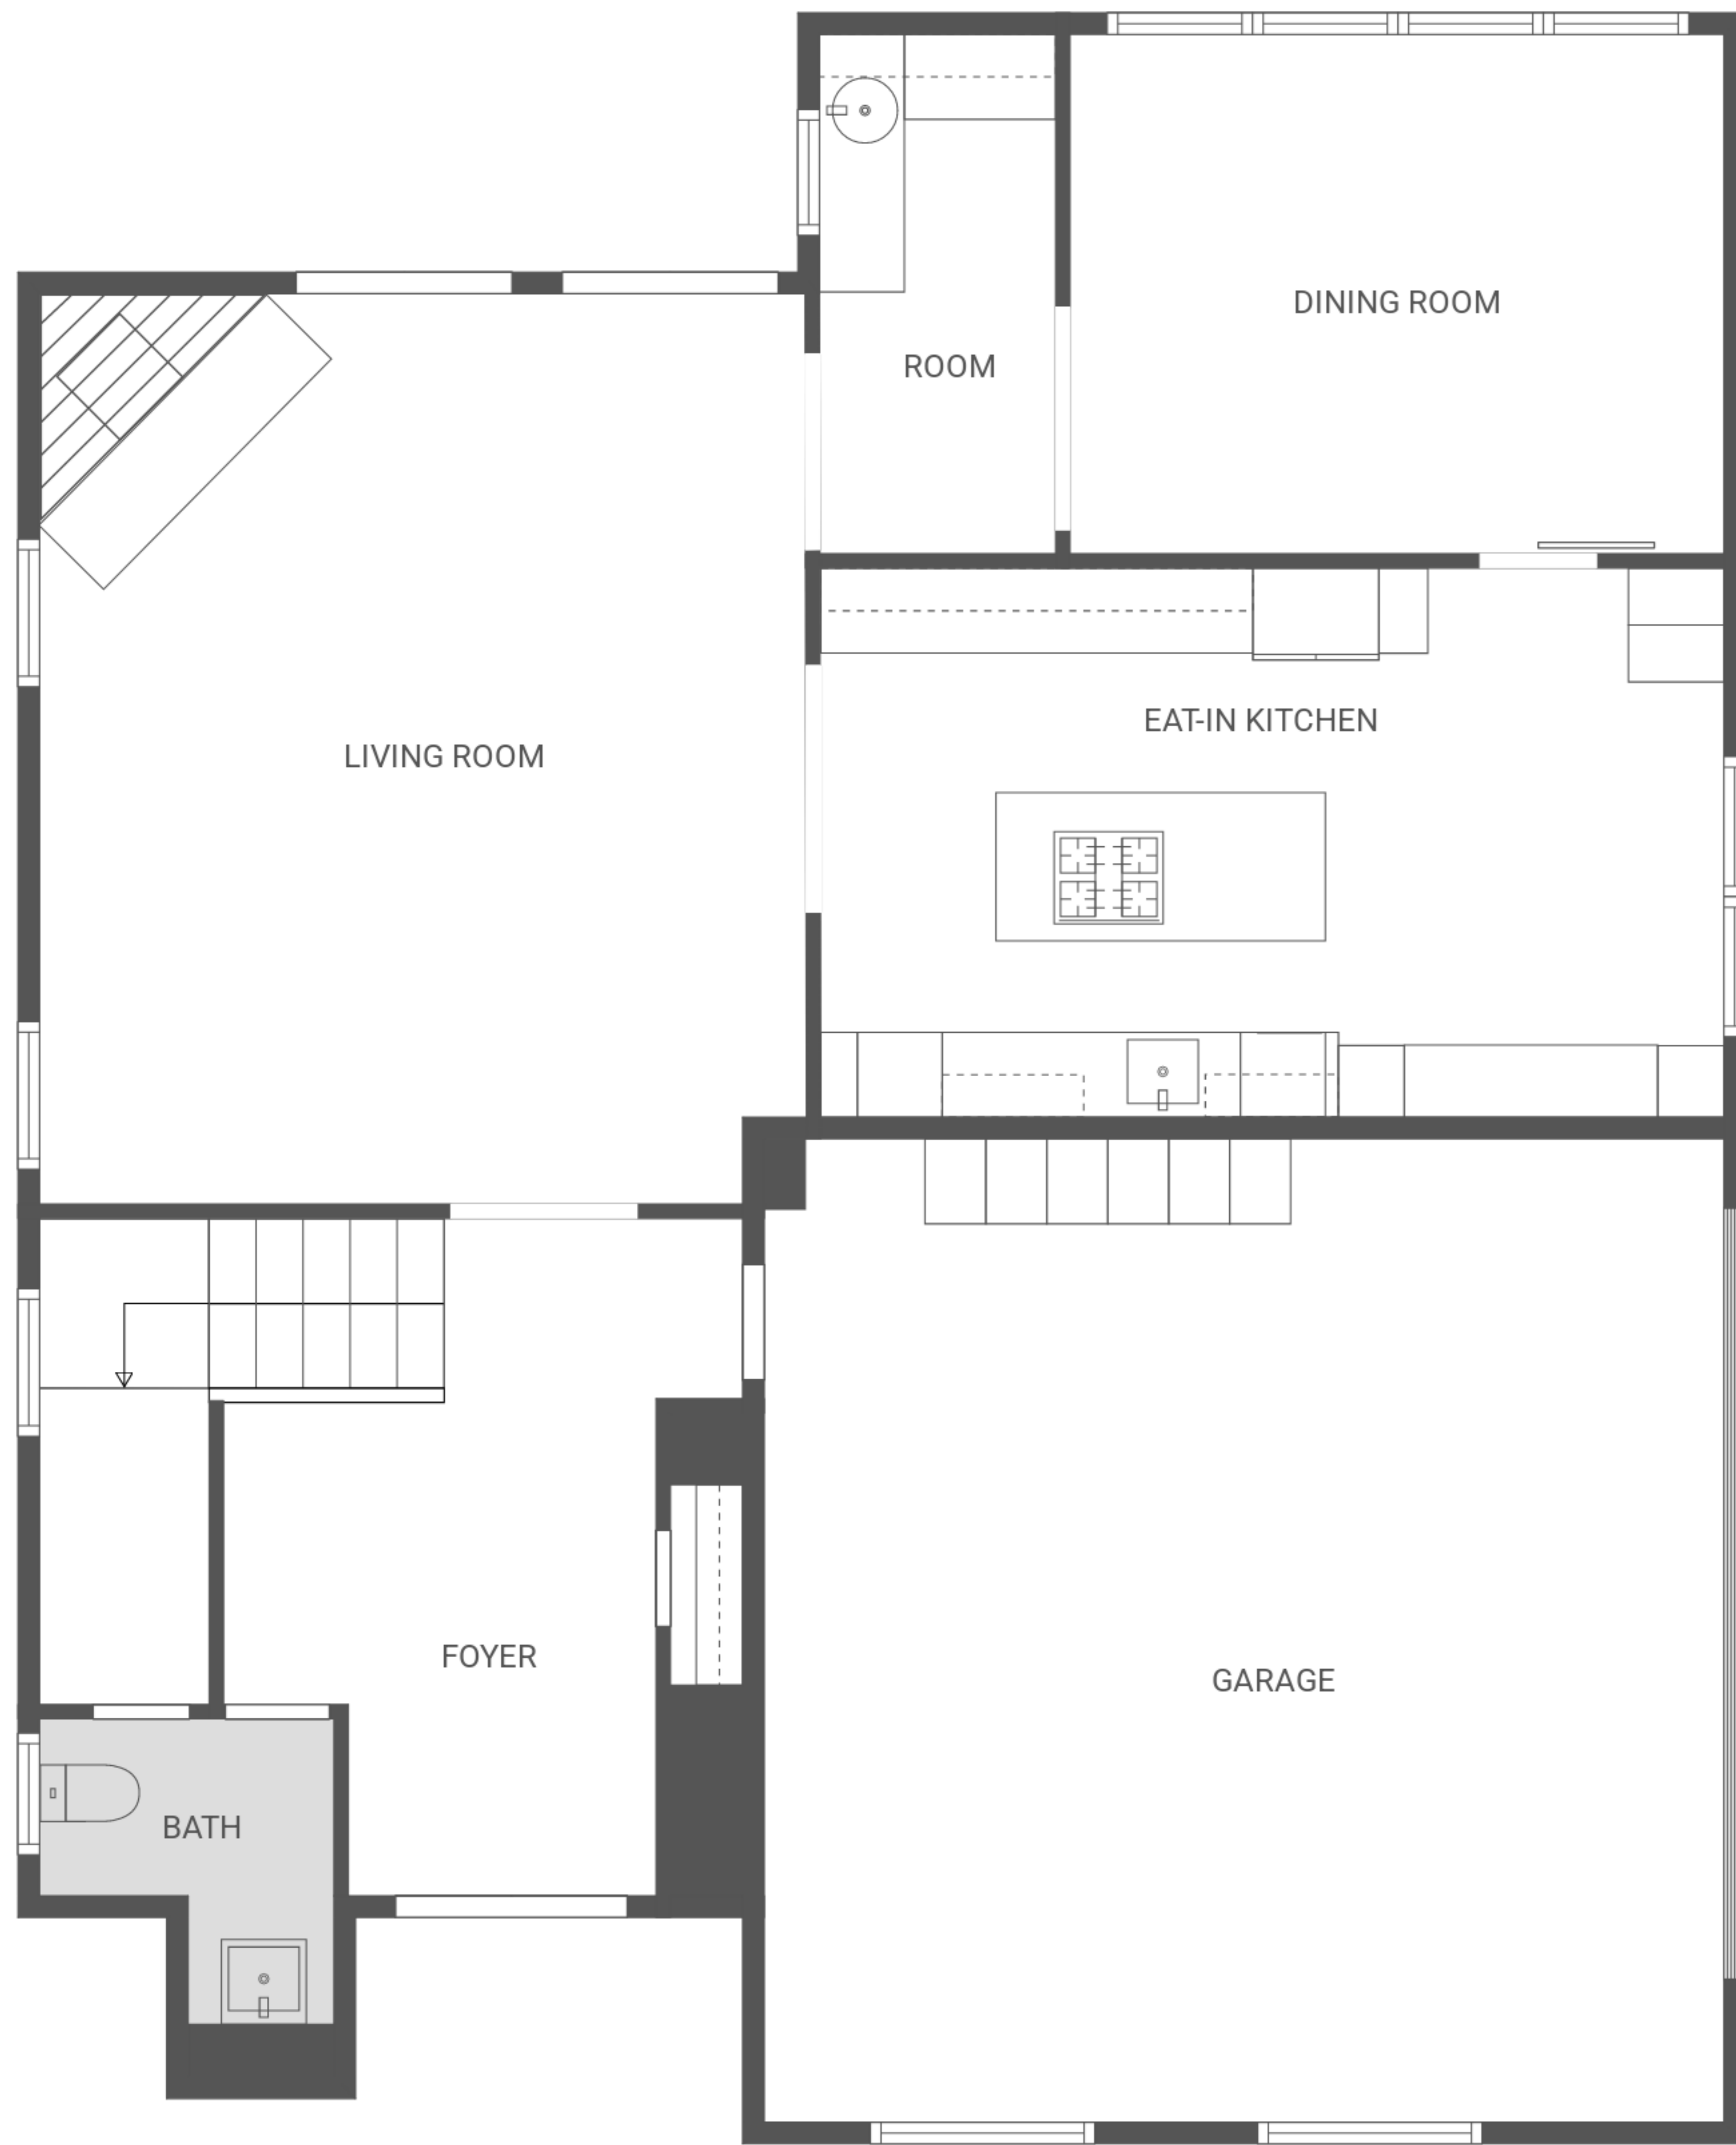 DINING ROOM
ROOM
EAT-IN KITCHEN
LIVING ROOM
FOYER
GARAGE
BATH